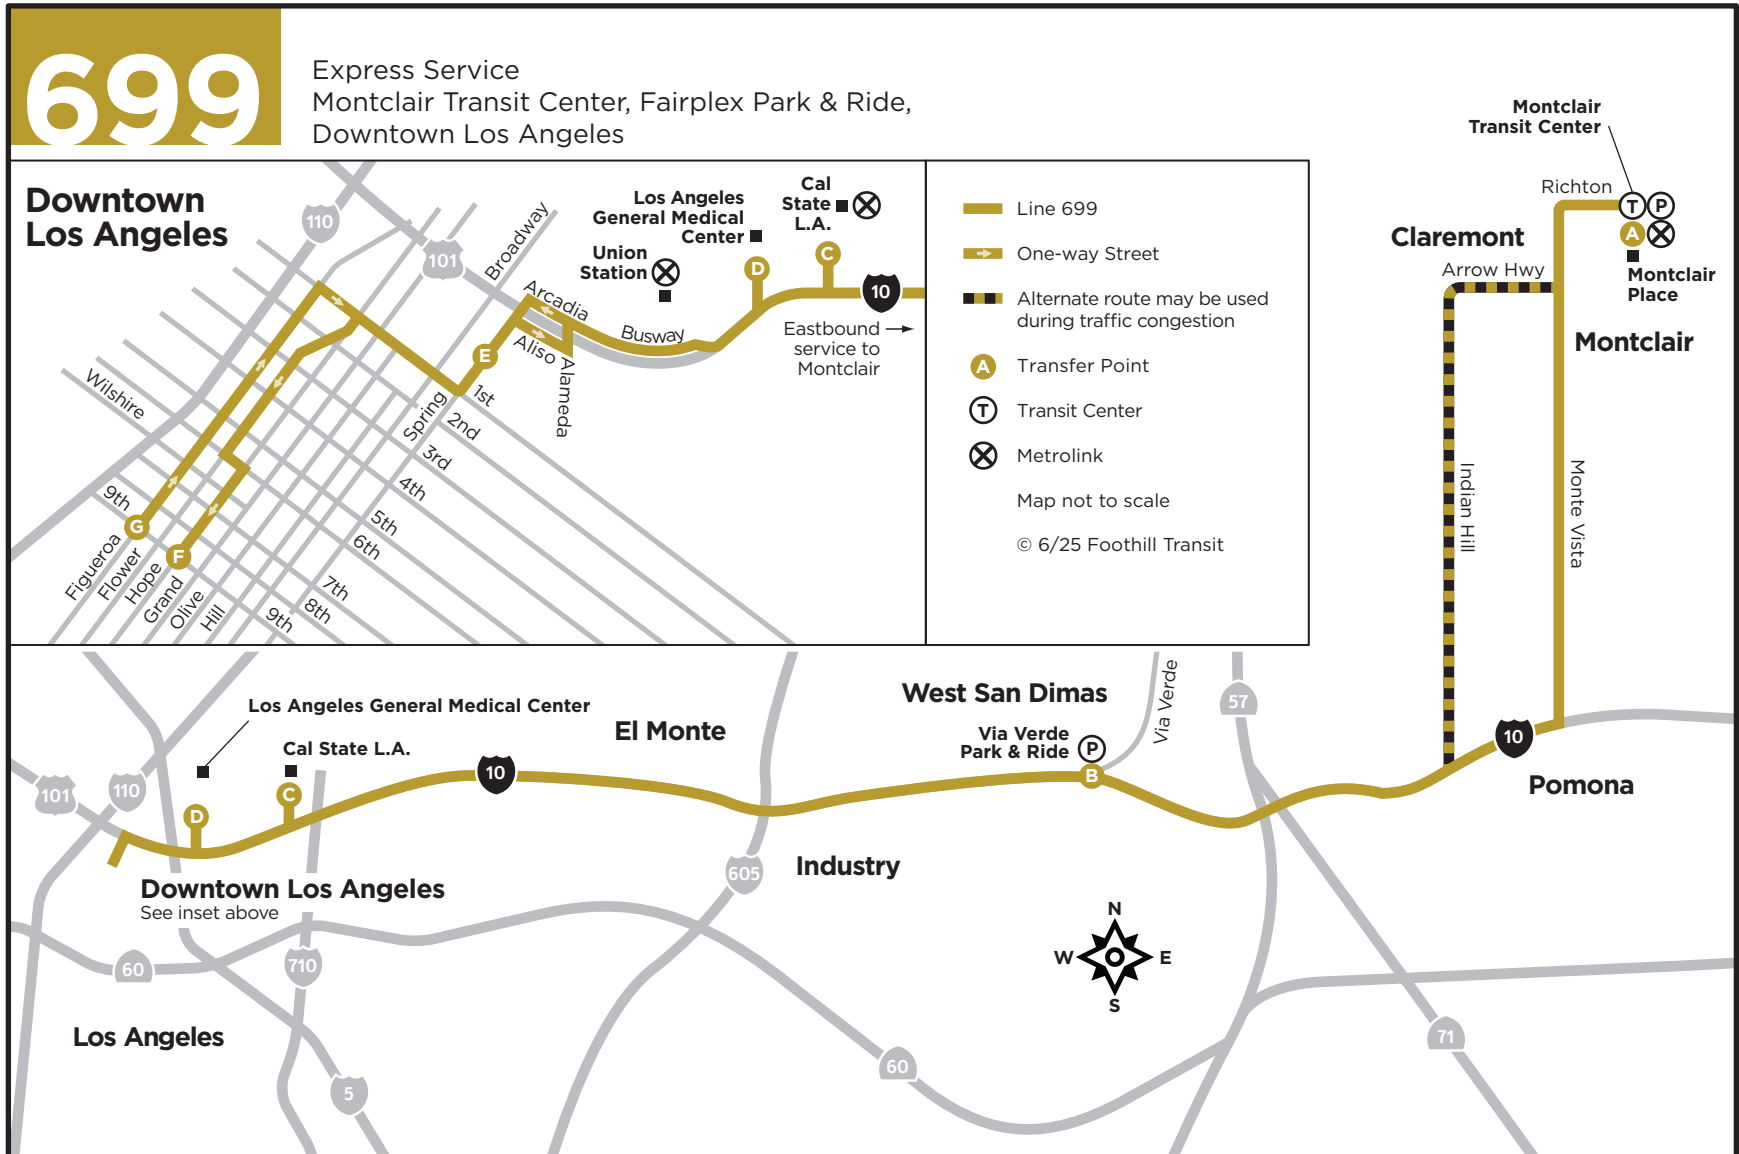 699
Express Service
Montclair Transit Center, Fairplex Park & Ride,
Downtown Los Angeles
Downtown
Los Angeles
110
101
Broadway
Los Angeles
General Medical
Center
Cal
State
L.A.
Union
Station
D
C
10
Arcadia
Busway
Aliso
Alameda
Eastbound
service to
Montclair
E
Wilshire
Spring
1st
2nd
3rd
4th
5th
6th
7th
8th
9th
9th
G
F
Figueroa
Flower
Hope
Grand
Olive
Hill
Line 699
One-way Street
Alternate route may be used
during traffic congestion
A
Transfer Point
T
Transit Center
Metrolink
Map not to scale
© 6/25 Foothill Transit
Montclair
Transit Center
Richton
T
P
A
Claremont
Arrow Hwy
Montclair
Place
Montclair
Indian Hill
Monte Vista
Los Angeles General Medical Center
Cal State L.A.
El Monte
West San Dimas
Via Verde
Park & Ride
P
B
Via Verde
57
10
Pomona
101
110
D
C
10
605
Industry
Downtown Los Angeles
See inset above
60
710
Los Angeles
5
60
71
N
W
E
S